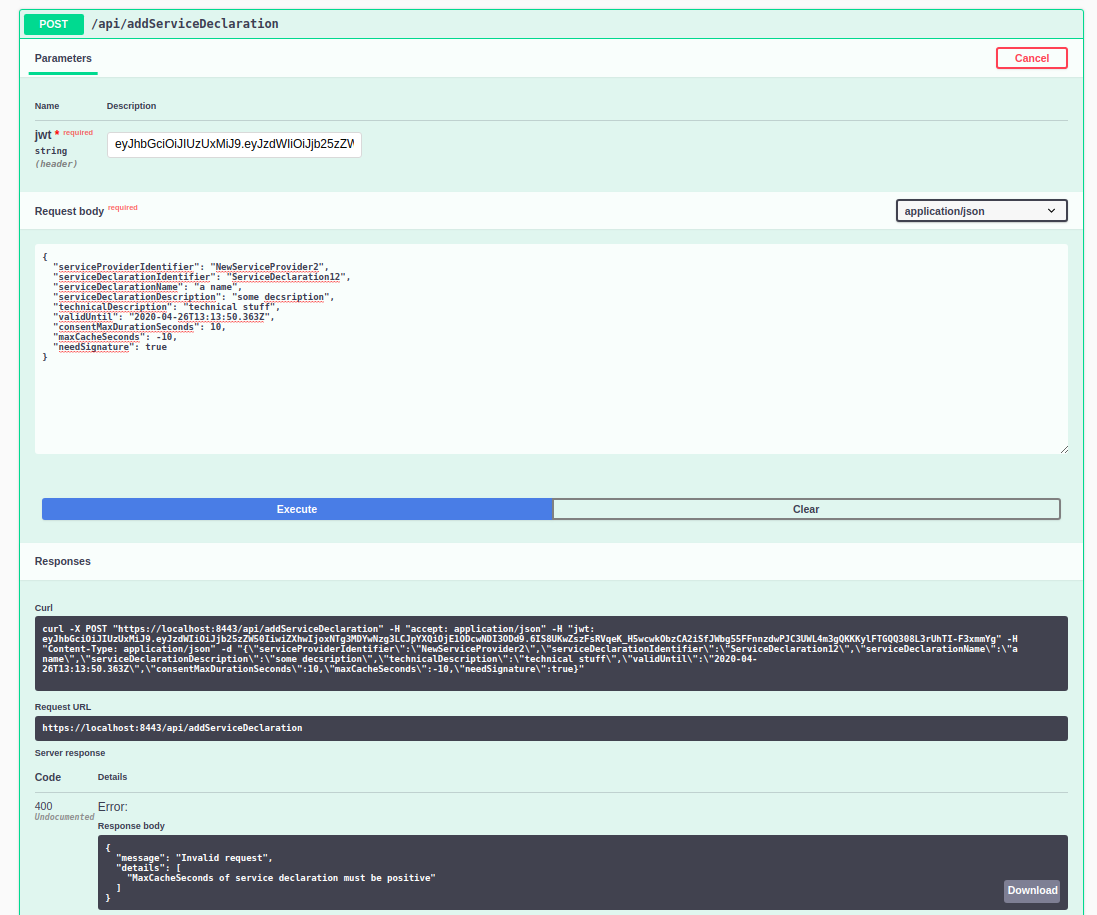 POST /api/addServiceDeclaration
Parameters
Cancel
Name Description
jwt * required
string
(header)
eyJhbGciOiJIUzUxMiJ9.eyJzdWIiOiJjb25zZW
Request body required
application/json
{
"serviceProviderIdentifier": "NewServiceProvider2",
"serviceDeclarationIdentifier": "ServiceDeclaration12",
"serviceDeclarationName": "a name",
"serviceDeclarationDescription": "some decsription",
"technicalDescription": "technical stuff",
"validUntil": "2020-04-26T13:13:50.363Z",
"consentMaxDurationSeconds": 10,
"maxCacheSeconds": -10,
"needSignature": true
}
Execute
Clear
Responses
Curl
curl -X POST "https://localhost:8443/api/addServiceDeclaration" -H "accept: application/json" -H "jwt:
eyJhbGciOiJIUzUxMiJ9.eyJzdWIiOiJjb25zZW50IiwiZXhwIjoxNTg3MDYwNzg3LCJpYXQiOjE1ODcwNDI3ODd9.6IS8UKwZszFsRVqeK_H5wcwkObzCA2iSfJWbg55FFnnzdwPJC3UWL4m3gQKKKylFTGQQ308L3rUhTI-F3xmmYg" -H
"Content-Type: application/json" -d "{\"serviceProviderIdentifier\":\"NewServiceProvider2\",\"serviceDeclarationIdentifier\":\"ServiceDeclaration12\",\"serviceDeclarationName\":\"a
name\",\"serviceDeclarationDescription\":\"some decsription\",\"technicalDescription\":\"technical stuff\",\"validUntil\":\"2020-04-
26T13:13:50.363Z\",\"consentMaxDurationSeconds\":10,\"maxCacheSeconds\":-10,\"needSignature\":true}"
Request URL
https://localhost:8443/api/addServiceDeclaration
Server response
Code Details
400
Undocumented
Error:
Response body
{
"message": "Invalid request",
"details": [
"MaxCacheSeconds of service declaration must be positive"
]
}
Download